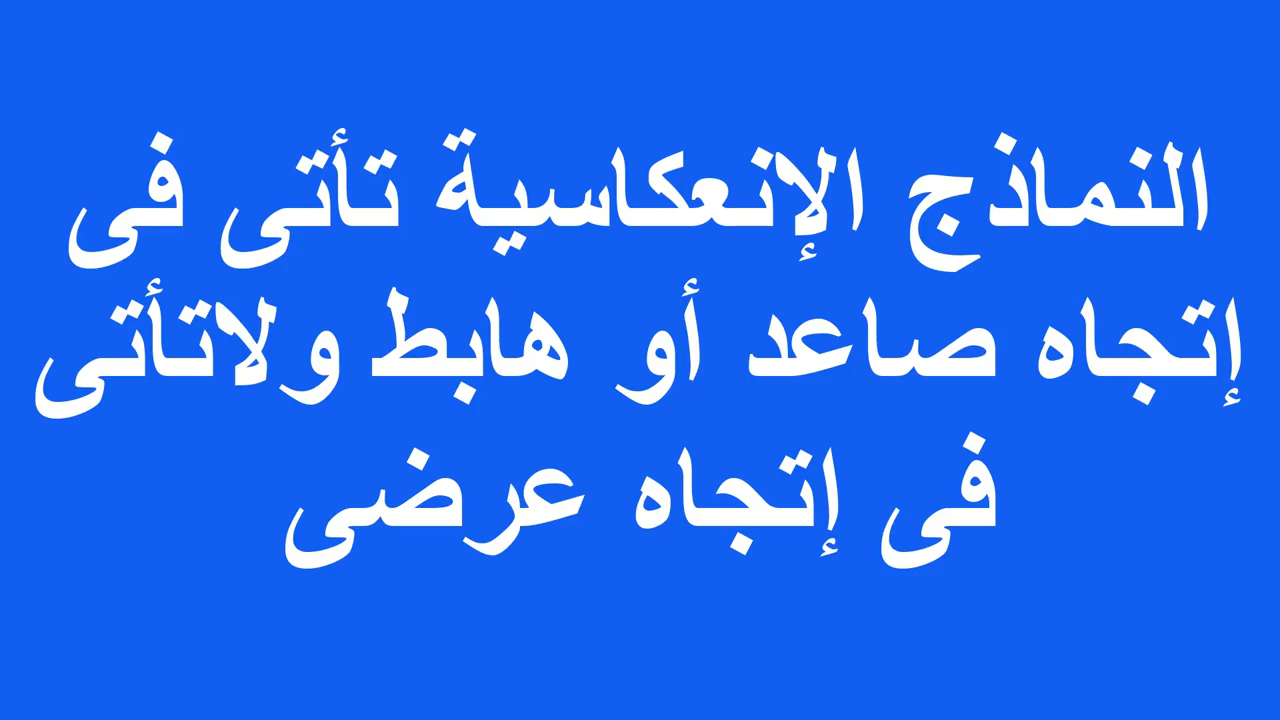 النماذج الإنعكاسية تأتى فى
إتجاه صاعد أو هابط ولاتأتى
فى إتجاه عرضى